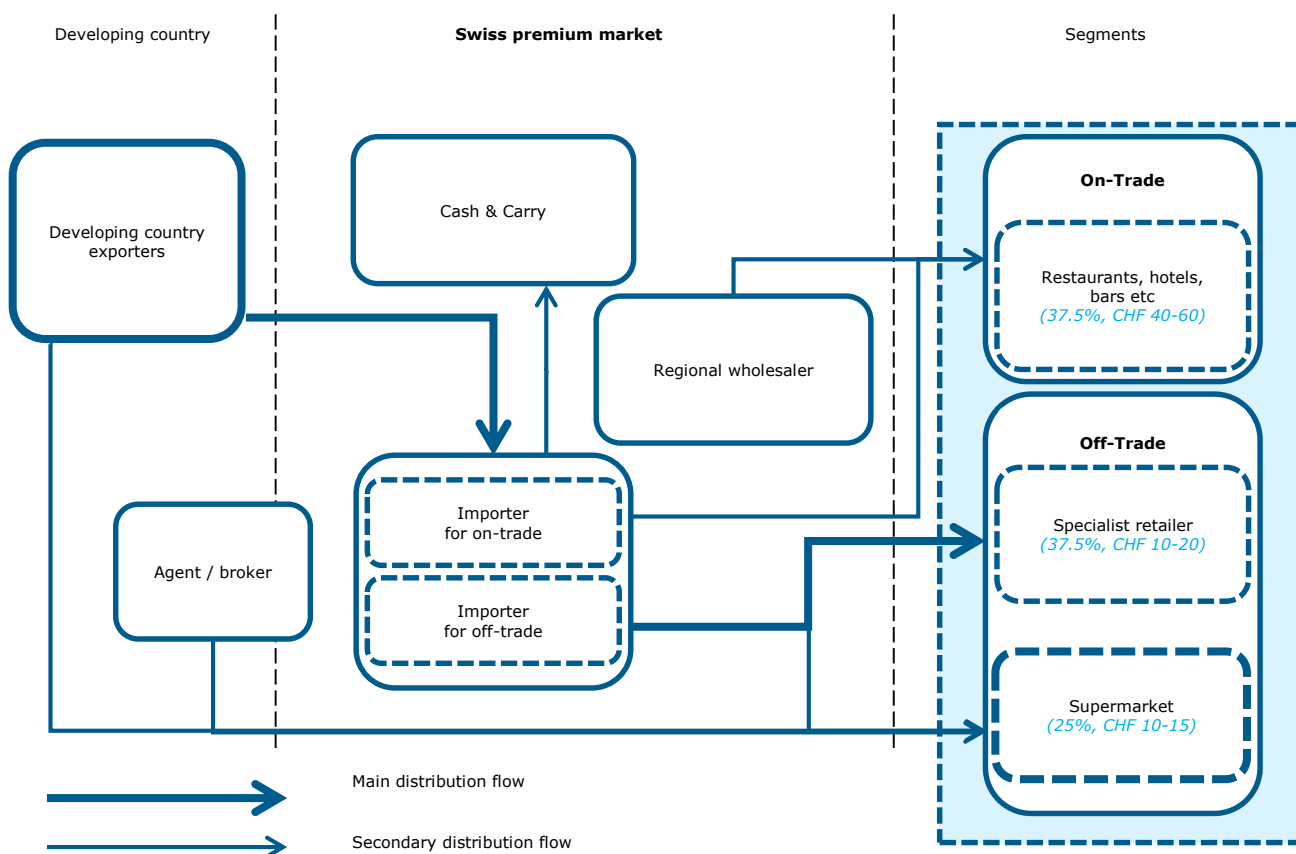 Developing country
Swiss premium market
Segments
Developing country
exporters
Cash & Carry
On-Trade
Restaurants, hotels,
bars etc
(37.5%, CHF 40-60)
Regional wholesaler
Off-Trade
Importer
for on-trade
Specialist retailer
(37.5%, CHF 10-20)
Agent / broker
Importer
for off-trade
Supermarket
(25%, CHF 10-15)
Main distribution flow
Secondary distribution flow